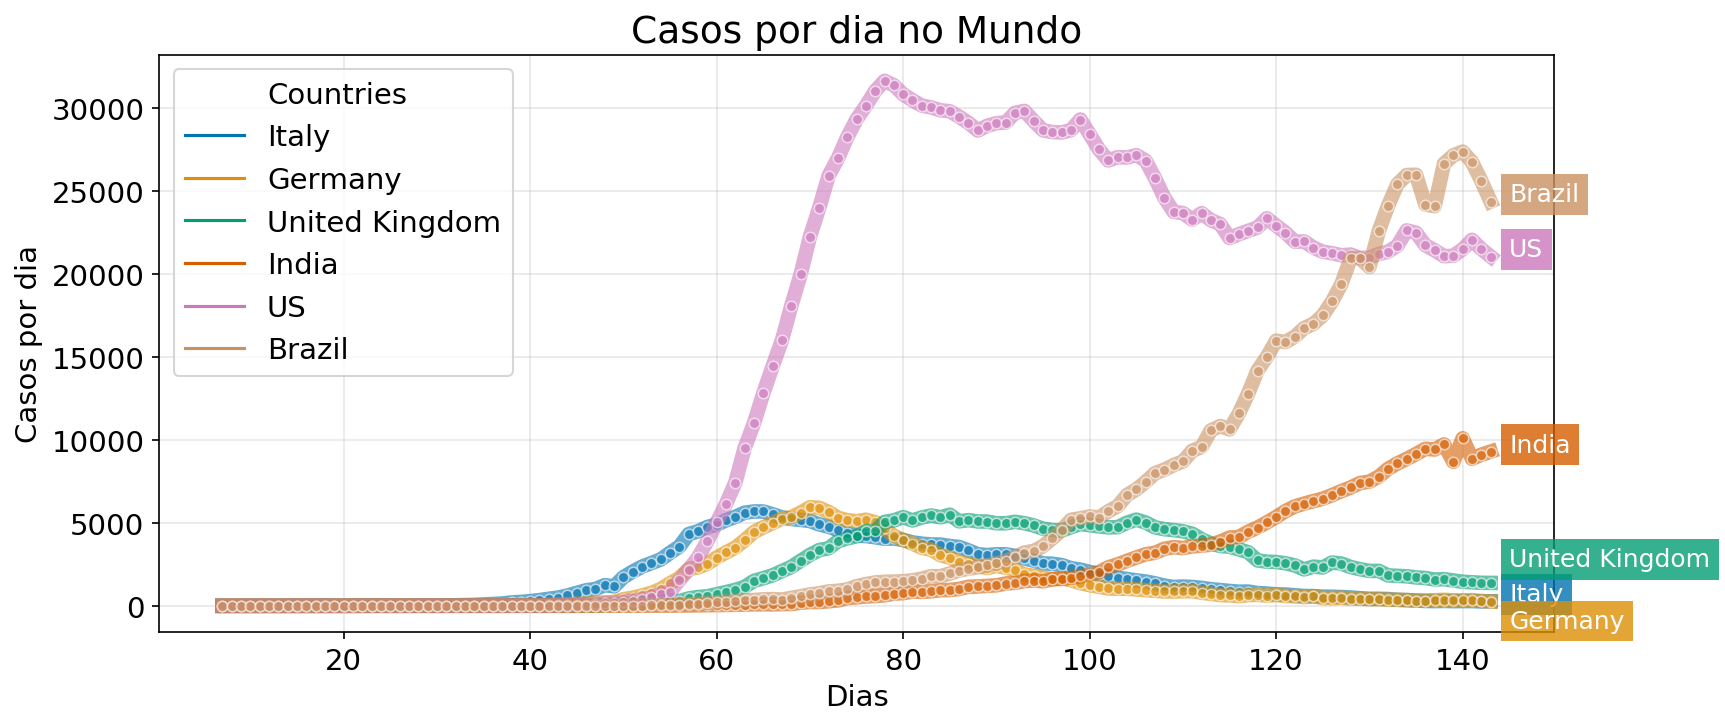 Casos por dia no Mundo
Countries
Italy
Germany
United Kingdom
India
US
Brazil
Casos por dia
30000
25000
20000
15000
10000
5000
0
Brazil
US
India
United Kingdom
Italy
Germany
20 40 60 80 100 120 140
Dias